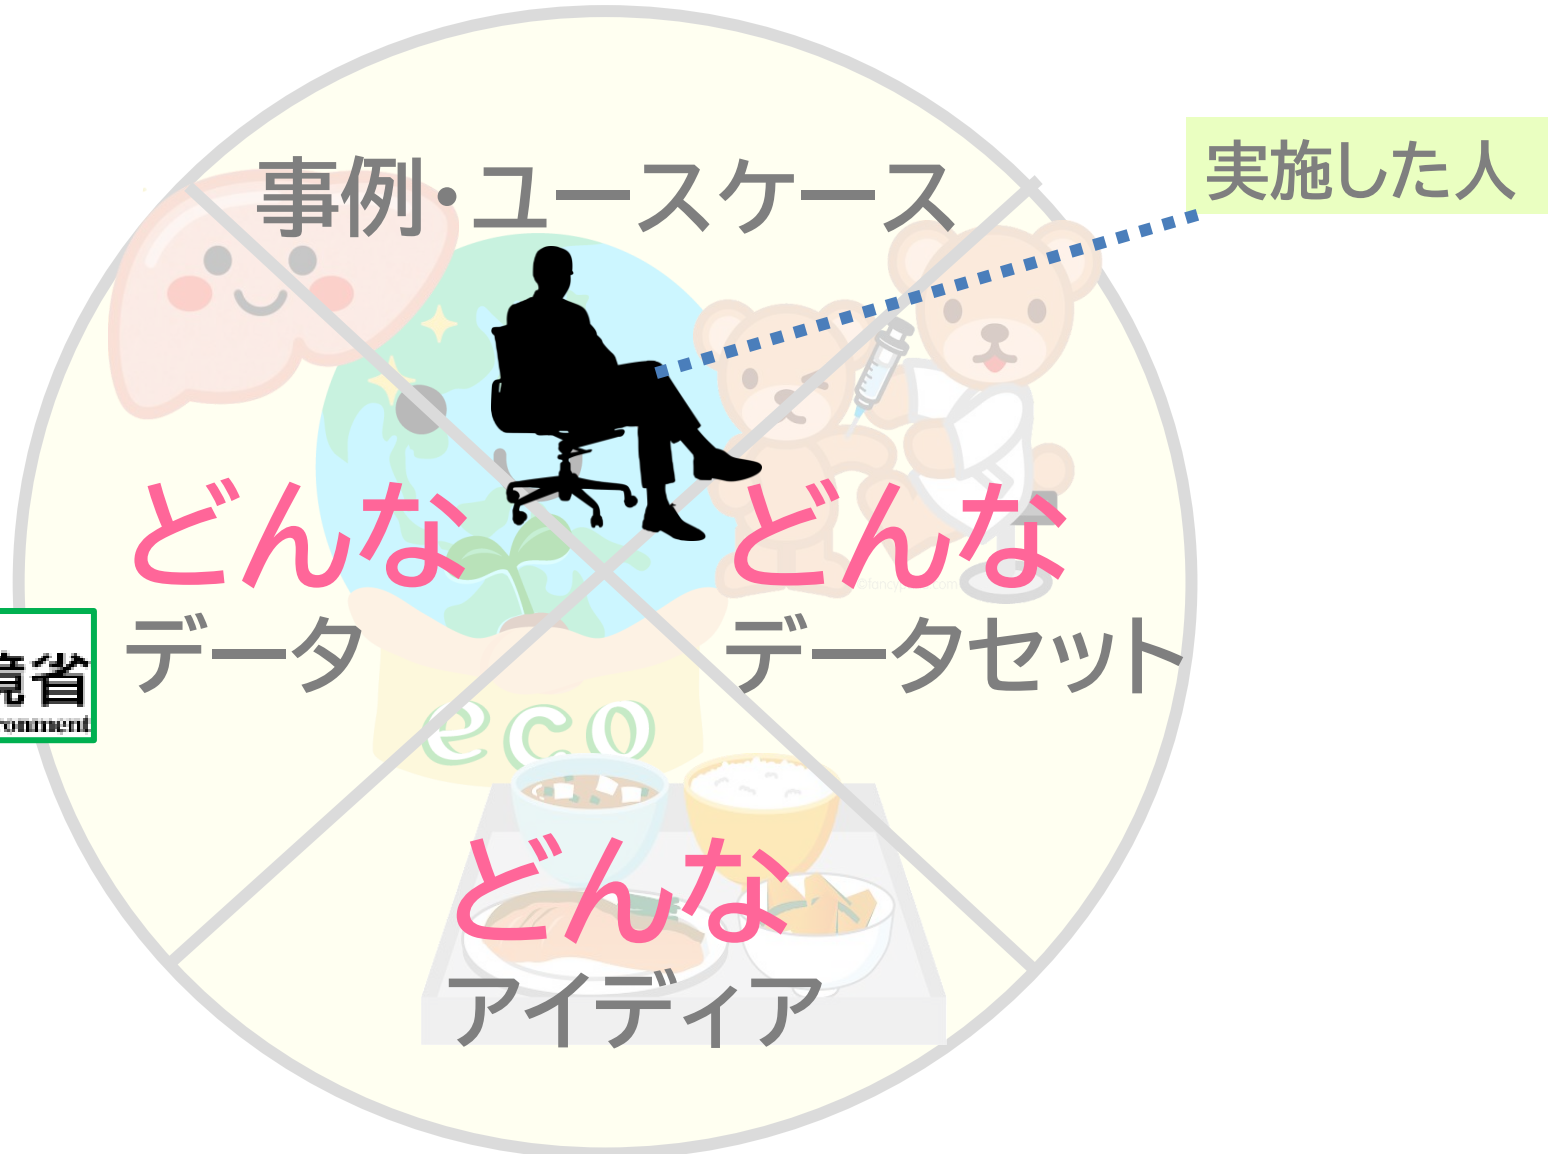 事例・ユースケース
実施した人
どんな
データ
どんな
データセット
境省
ronment
eco
どんな
アイディア